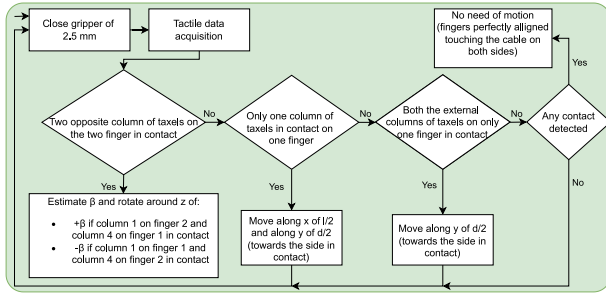 Close gripper of
2.5 mm
Tactile data
acquisition
No need of motion
(fingers perfectly alligned
touching the cable on
both sides)
Yes
Two opposite column of taxels on
the two finger in contact
No
Only one column of
taxels in contact on
one finger
No
Both the external
columns of taxels on only
one finger in contact
No
Any contact
detected
Yes
Yes
Yes
No
Estimate β and rotate around z of:
• +β if column 1 on finger 2 and
column 4 on finger 1 in contact
• -β if column 1 on finger 1 and
column 4 on finger 2 in contact
Move along x of l/2
and along y of d/2
(towards the side in
contact)
Move along y of d/2
(towards the side in
contact)